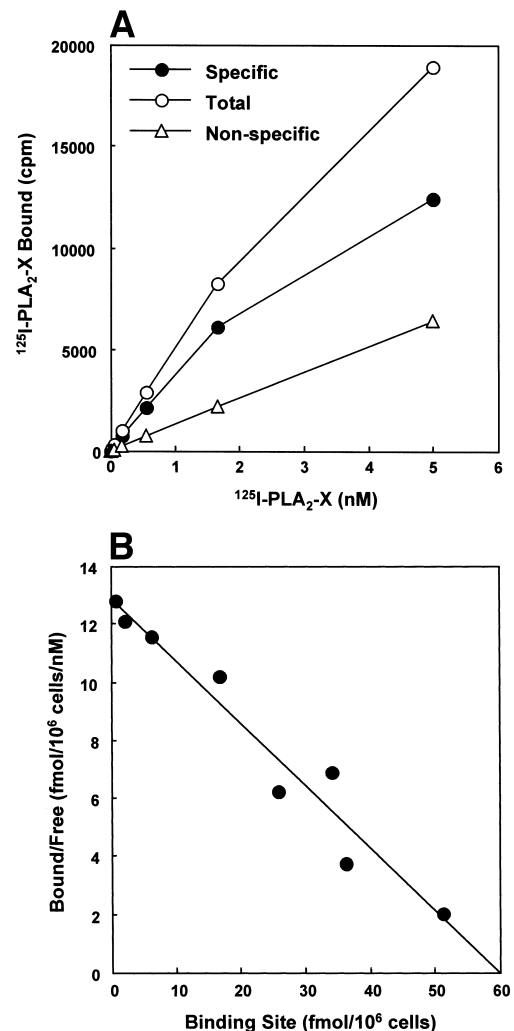 A
20000
15000
10000
5000
0
¹²⁵I-PLA₂-X Bound (cpm)
Specific
Total
Non-specific
0 1 2 3 4 5 6
¹²⁵I-PLA₂-X (nM)
B
14
12
10
8
6
4
2
0
Bound/Free (fmol/10⁶ cells/nM)
0 10 20 30 40 50 60
Binding Site (fmol/10⁶ cells)